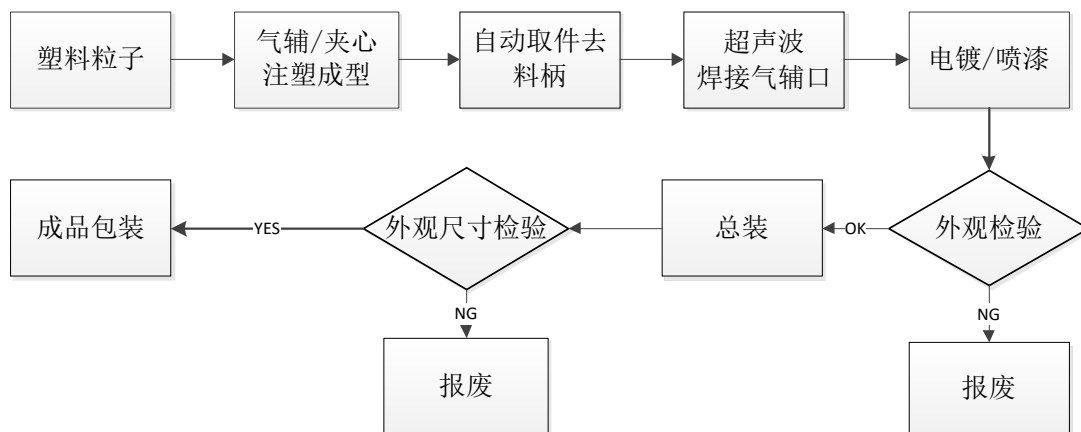 塑料粒子
气辅/夹心
注塑成型
自动取件去
料柄
超声波
焊接气辅口
电镀/喷漆
外观检验
OK
NG
报废
总装
外观尺寸检验
YES
NG
报废
成品包装